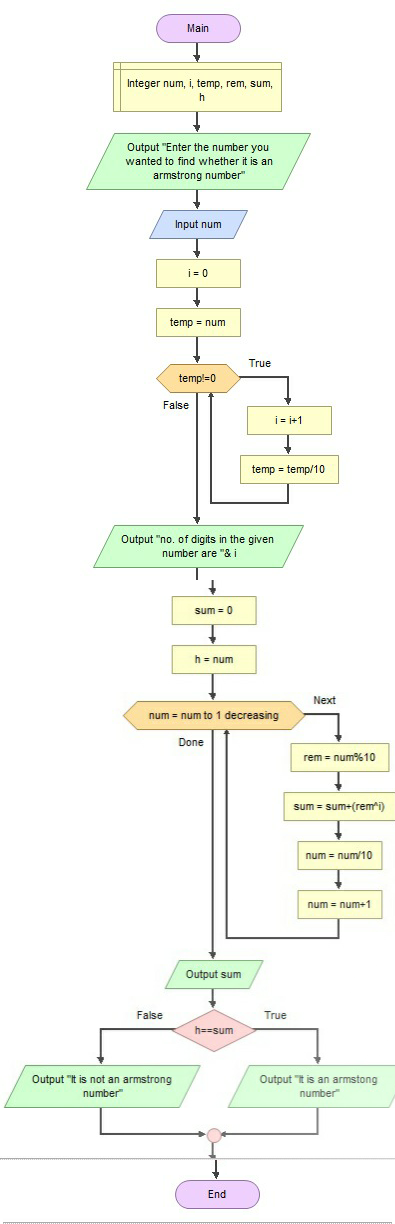 Main
Integer num, i, temp, rem, sum,
h
Output "Enter the number you
wanted to find whether it is an
armstrong number"
Input num
i = 0
temp = num
temp!=0
True
False
i = i+1
temp = temp/10
Output "no. of digits in the given
number are "& i
sum = 0
h = num
num = num to 1 decreasing
Next
Done
rem = num%10
sum = sum+(rem^i)
num = num/10
num = num+1
Output sum
h==sum
False
True
Output "It is not an armstrong
number"
Output "It is an armstong
number"
End